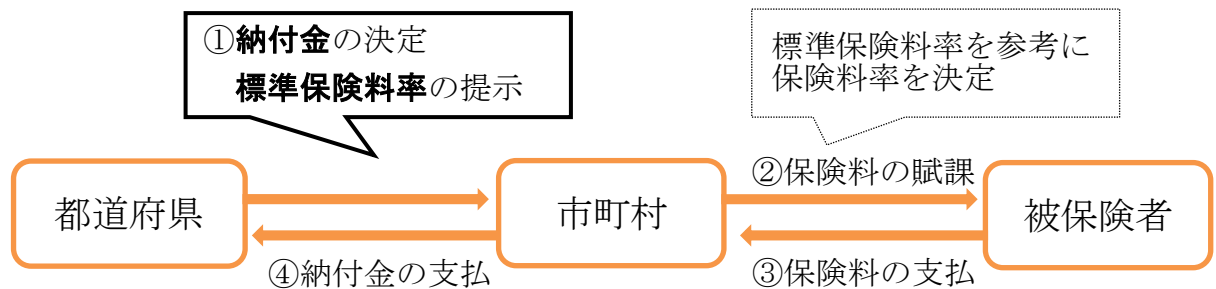 ①納付金の決定
標準保険料率の提示
標準保険料率を参考に
保険料率を決定
②保険料の賦課
都道府県
市町村
被保険者
④納付金の支払
③保険料の支払